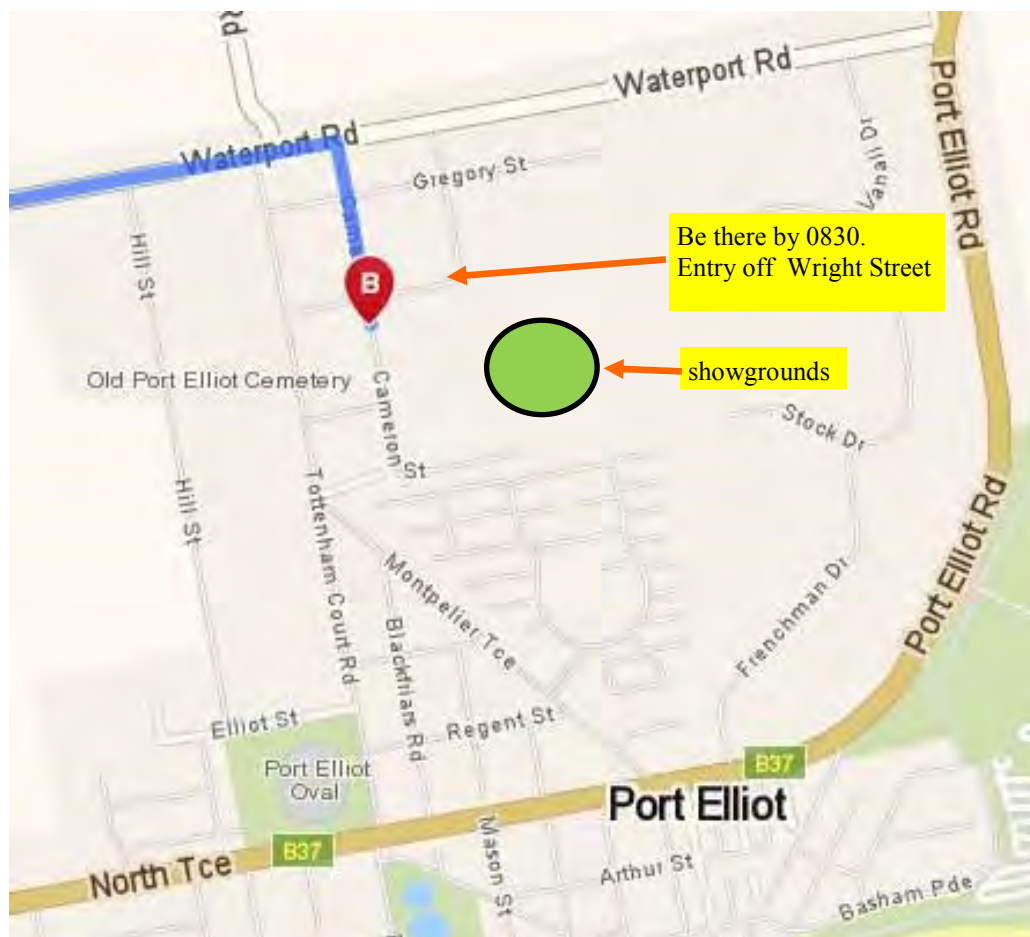 Rd
Waterport Rd
Port Elliot Rd
Waterport Rd
Gregory St
Vanali Dr
Hill St
Be there by 0830.
Entry off Wright Street
B
showgrounds
Old Port Elliot Cemetery
Cameron St
Stock Dr
Hill St
Tottenham Court Rd
Montpelier Tce
Blackfriars Rd
Frenchman Dr
Port Elliot Rd
Elliot St
Regent St
Port Elliot
Oval
B37
Port Elliot
B37
North Tce
Mason St
Arthur St
Basham Pde